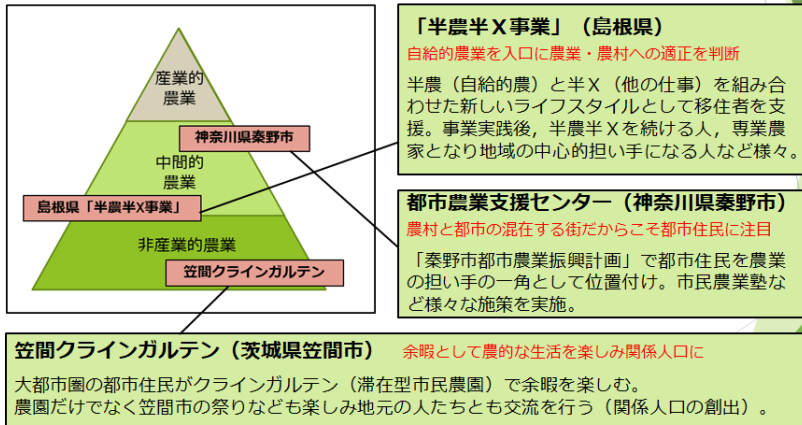 産業的
農業
神奈川県秦野市
中間的
農業
島根県「半農半X事業」
非産業的農業
笠間クラインガルテン
「半農半X事業」（島根県）
自給的農業を入口に農業・農村への適正を判断
半農（自給的農）と半X（他の仕事）を組み合
わせた新しいライフスタイルとして移住者を支
援。事業実践後，半農半Xを続ける人，専業農
家となり地域の中心的担い手になる人など様々。
都市農業支援センター（神奈川県秦野市）
農村と都市の混在する街だからこそ都市住民に注目
「秦野市都市農業振興計画」で都市住民を農業
の担い手の一角として位置付け。市民農業塾な
ど様々な施策を実施。
笠間クラインガルテン（茨城県笠間市） 余暇として農的な生活を楽しみ関係人口に
大都市圏の都市住民がクラインガルテン（滞在型市民農園）で余暇を楽しむ。
農園だけでなく笠間市の祭りなども楽しみ地元の人たちとも交流を行う（関係人口の創出）。